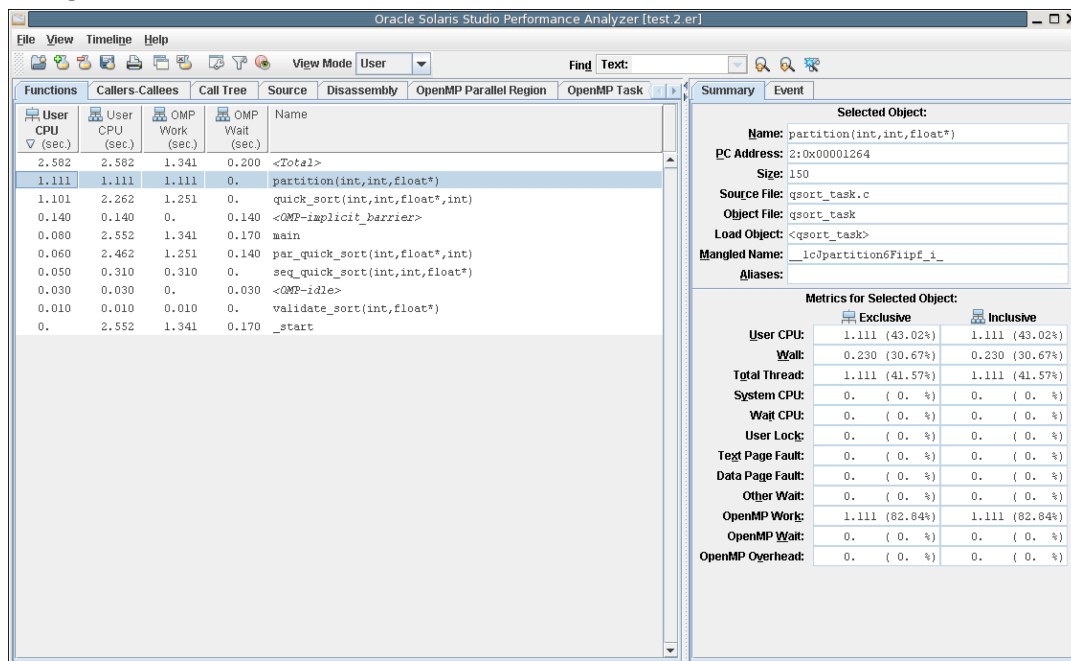 Oracle Solaris Studio Performance Analyzer [test.2.er]
File View Timeline Help
View Mode User Find Text:
Functions Callers-Callees Call Tree Source Disassembly OpenMP Parallel Region OpenMP Task
User CPU (sec.) User CPU (sec.) OMP Work (sec.) OMP Wait (sec.) Name
2.582 2.582 1.341 0.200 <Total>
1.111 1.111 1.111 0. partition(int,int,float*)
1.101 2.262 1.251 0. quick_sort(int,int,float*,int)
0.140 0.140 0. 0.140 <OMP-implicit_barrier>
0.080 2.552 1.341 0.170 main
0.060 2.462 1.251 0.140 par_quick_sort(int,float*,int)
0.050 0.310 0.310 0. seq_quick_sort(int,int,float*)
0.030 0.030 0. 0.030 <OMP-idle>
0.010 0.010 0.010 0. validate_sort(int,float*)
0. 2.552 1.341 0.170 _start
Summary Event
Selected Object:
Name: partition(int,int,float*)
PC Address: 2:0x00001264
Size: 150
Source File: qsort_task.c
Object File: qsort_task
Load Object: <qsort_task>
Mangled Name: __1cJpartition6Fiipf_i_
Aliases:
Metrics for Selected Object:
Exclusive Inclusive
User CPU: 1.111 (43.02%) 1.111 (43.02%)
Wall: 0.230 (30.67%) 0.230 (30.67%)
Total Thread: 1.111 (41.57%) 1.111 (41.57%)
System CPU: 0. ( 0. %) 0. ( 0. %)
Wait CPU: 0. ( 0. %) 0. ( 0. %)
User Lock: 0. ( 0. %) 0. ( 0. %)
Text Page Fault: 0. ( 0. %) 0. ( 0. %)
Data Page Fault: 0. ( 0. %) 0. ( 0. %)
Other Wait: 0. ( 0. %) 0. ( 0. %)
OpenMP Work: 1.111 (82.84%) 1.111 (82.84%)
OpenMP Wait: 0. ( 0. %) 0. ( 0. %)
OpenMP Overhead: 0. ( 0. %) 0. ( 0. %)